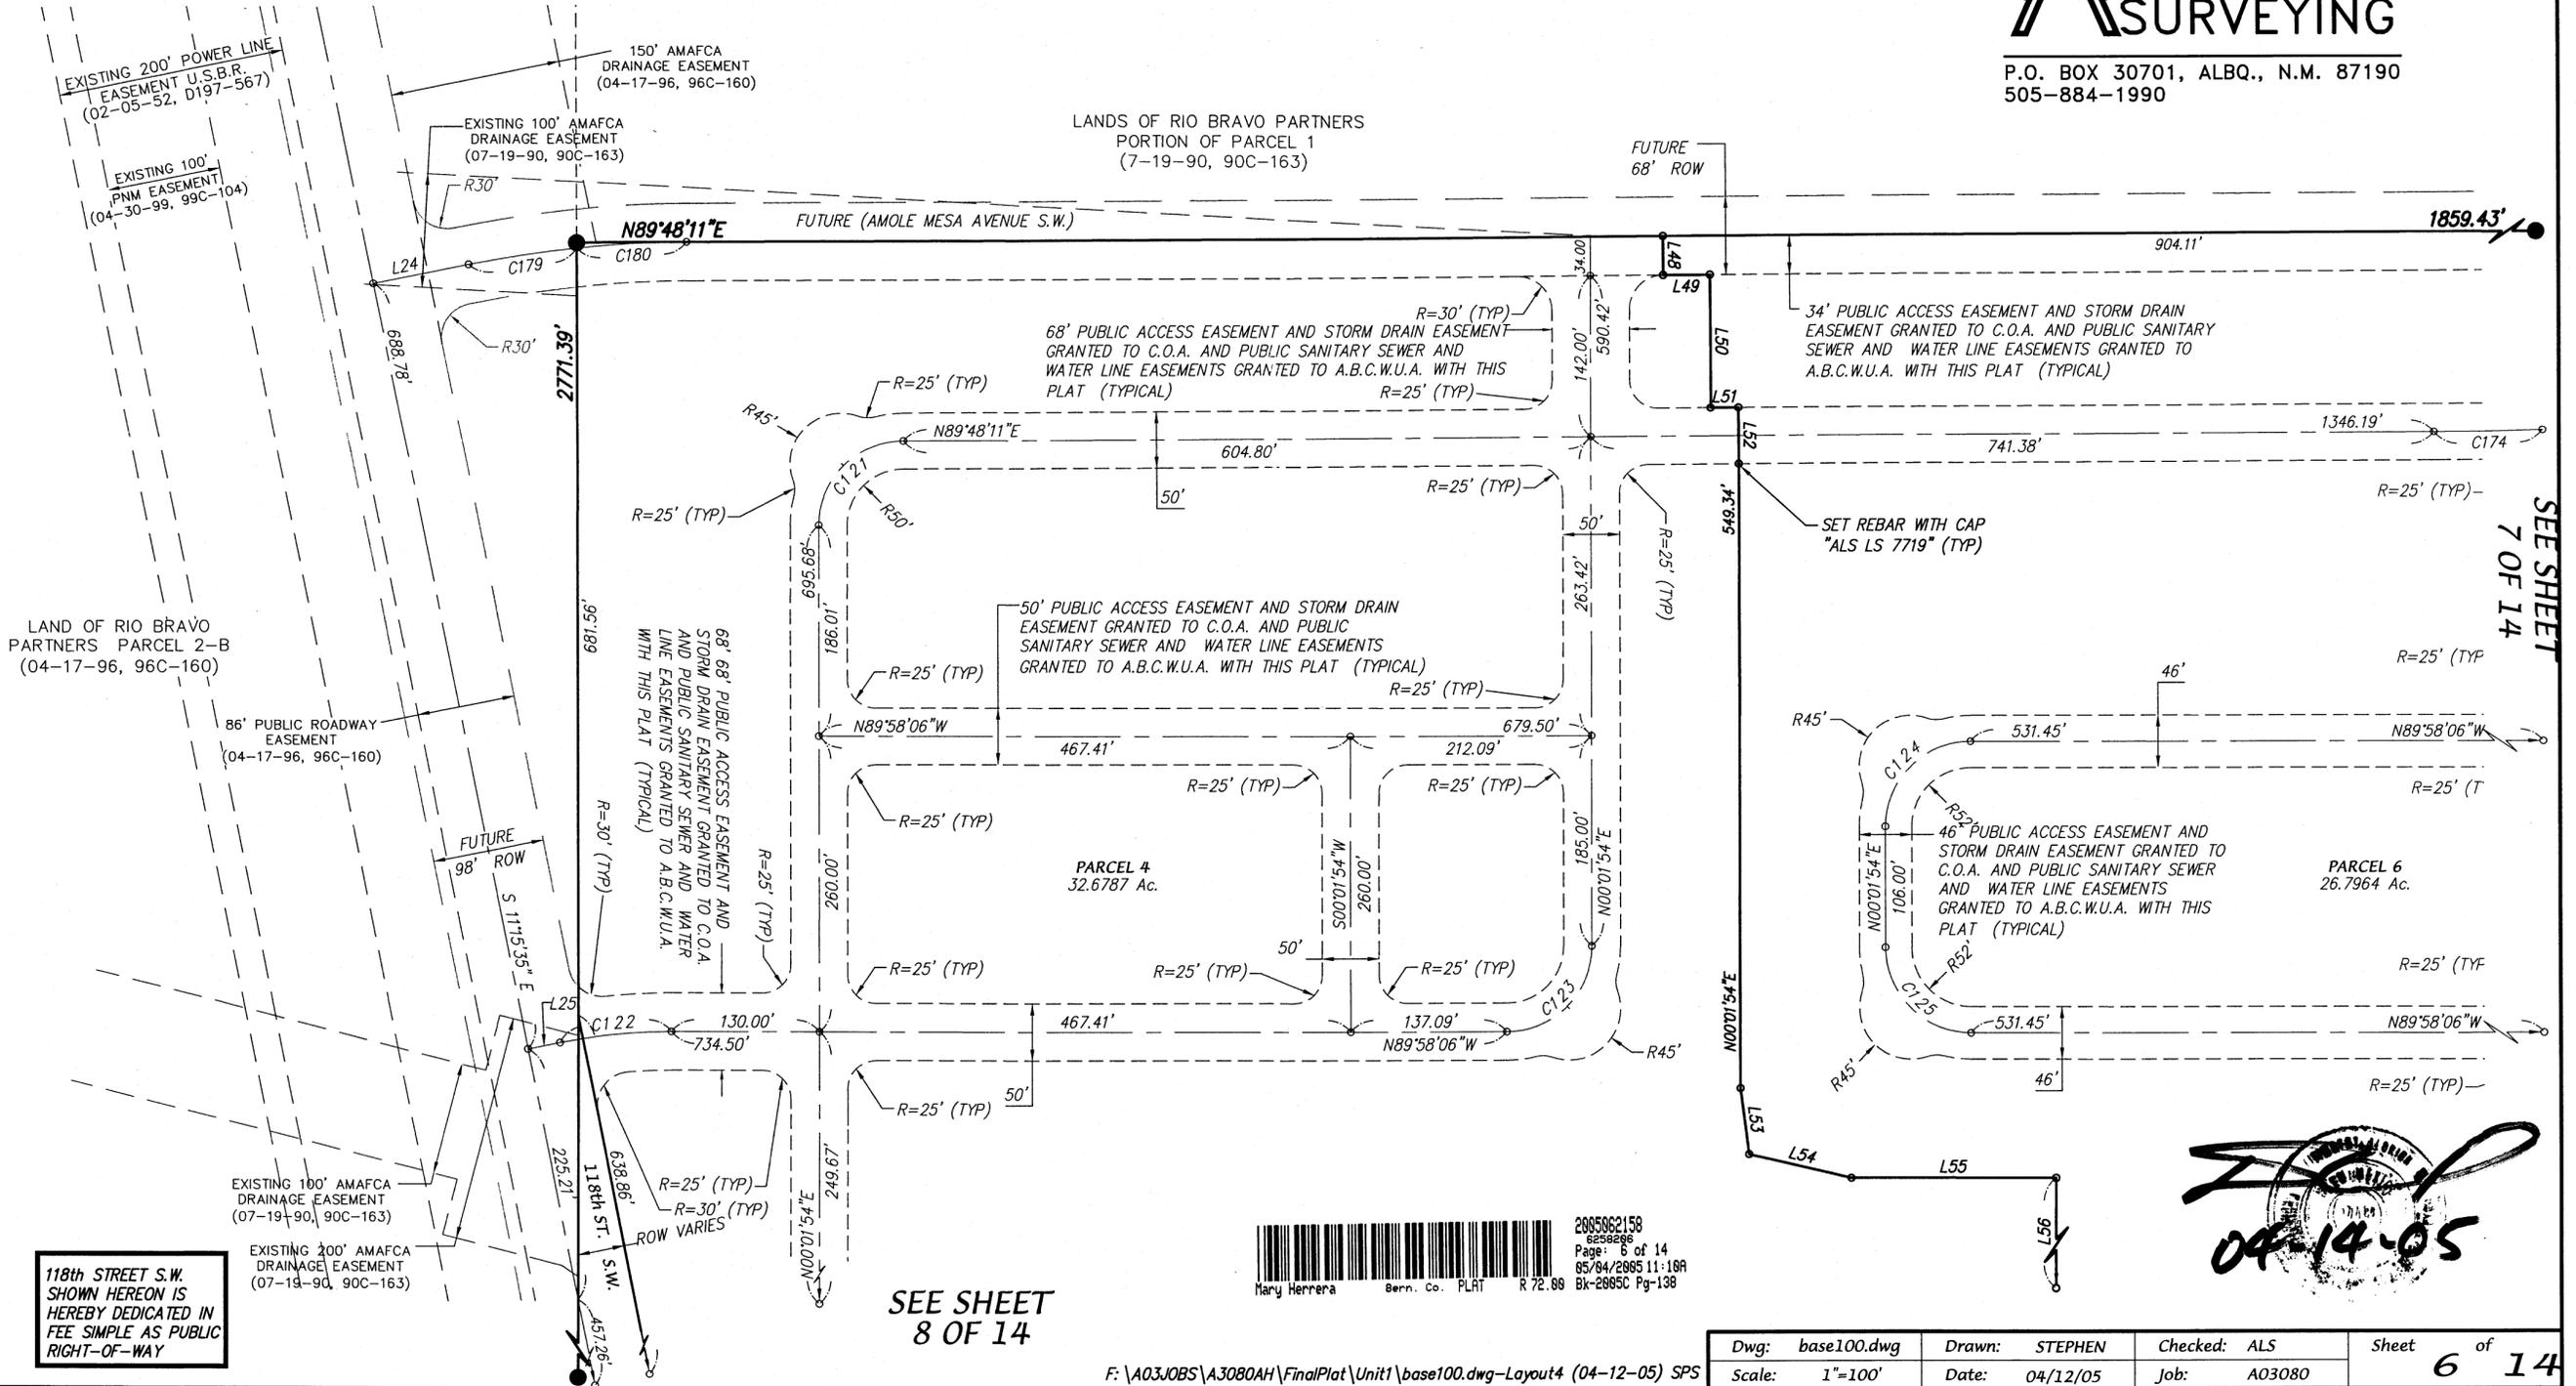 SURVEYING
P.O. BOX 30701, ALBQ., N.M. 87190
505-884-1990
EXISTING 200' POWER LINE
EASEMENT U.S.B.R.
(02-05-52, D197-567)
150' AMAFCA
DRAINAGE EASEMENT
(04-17-96, 96C-160)
EXISTING 100' AMAFCA
DRAINAGE EASEMENT
(07-19-90, 90C-163)
EXISTING 100'
PNM EASEMENT
(04-30-99, 99C-104)
R30'
LANDS OF RIO BRAVO PARTNERS
PORTION OF PARCEL 1
(7-19-90, 90C-163)
FUTURE
68' ROW
N89°48'11"E
FUTURE (AMOLE MESA AVENUE S.W.)
1859.43'
904.11'
L24
C179
C180
34.00
L48
L49
R30'
688.78'
2771.39'
R=30' (TYP)
68' PUBLIC ACCESS EASEMENT AND STORM DRAIN EASEMENT
GRANTED TO C.O.A. AND PUBLIC SANITARY SEWER AND
WATER LINE EASEMENTS GRANTED TO A.B.C.W.U.A. WITH THIS
PLAT (TYPICAL)
R=25' (TYP)
142.00'
590.42'
L50
34' PUBLIC ACCESS EASEMENT AND STORM DRAIN
EASEMENT GRANTED TO C.O.A. AND PUBLIC SANITARY
SEWER AND WATER LINE EASEMENTS GRANTED TO
A.B.C.W.U.A. WITH THIS PLAT (TYPICAL)
R=25' (TYP)
R45'
L51
L52
N89°48'11"E
604.80'
741.38'
1346.19'
C174
C121
R50'
R=25' (TYP)
50'
R=25' (TYP)
50'
R=25' (TYP)
549.34'
R=25' (TYP)-
SET REBAR WITH CAP
"ALS LS 7719" (TYP)
SEE SHEET
7 OF 14
695.68'
186.01'
263.42'
689.56'
50' PUBLIC ACCESS EASEMENT AND STORM DRAIN
EASEMENT GRANTED TO C.O.A. AND PUBLIC
SANITARY SEWER AND WATER LINE EASEMENTS
GRANTED TO A.B.C.W.U.A. WITH THIS PLAT (TYPICAL)
R=25' (TYP)
R=25' (TYP)
LAND OF RIO BRAVO
PARTNERS PARCEL 2-B
(04-17-96, 96C-160)
86' PUBLIC ROADWAY
EASEMENT
(04-17-96, 96C-160)
68' 68' PUBLIC ACCESS EASEMENT AND
STORM DRAIN EASEMENT GRANTED TO C.O.A.
AND PUBLIC SANITARY SEWER AND WATER
LINE EASEMENTS GRANTED TO A.B.C.W.U.A.
WITH THIS PLAT (TYPICAL)
N89°58'06"W
679.50'
467.41'
212.09'
R=25' (TYP)
R=25' (TYP)
R=25' (TYP)
R=25' (TYP
46'
R45'
531.45'
N89°58'06"W
C124
R52'
R=25' (T
46' PUBLIC ACCESS EASEMENT AND
STORM DRAIN EASEMENT GRANTED TO
C.O.A. AND PUBLIC SANITARY SEWER
AND WATER LINE EASEMENTS
GRANTED TO A.B.C.W.U.A. WITH THIS
PLAT (TYPICAL)
PARCEL 6
26.7964 Ac.
N00°01'54"E
106.00'
R52'
C125
R=25' (TYP
531.45'
N89°58'06"W
R45'
46'
R=25' (TYP)
FUTURE
98' ROW
S 11°15'35" E
R=30' (TYP)
R=25' (TYP)
260.00'
PARCEL 4
32.6787 Ac.
S00°01'54"W
260.00'
185.00'
N00°01'54"E
50'
R=25' (TYP)
R=25' (TYP)
R=25' (TYP)
N00°01'54"E
L25
C122
130.00'
734.50'
467.41'
137.09'
N89°58'06"W
C123
R45'
50'
R=25' (TYP)
L53
L54
L55
L56
EXISTING 100' AMAFCA
DRAINAGE EASEMENT
(07-19-90, 90C-163)
EXISTING 200' AMAFCA
DRAINAGE EASEMENT
(07-19-90, 90C-163)
225.21'
118th ST. S.W.
638.86'
R=25' (TYP)
R=30' (TYP)
ROW VARIES
249.67'
N00°01'54"E
457.26'
118th STREET S.W.
SHOWN HEREON IS
HEREBY DEDICATED IN
FEE SIMPLE AS PUBLIC
RIGHT-OF-WAY
SEE SHEET
8 OF 14
2005062158
6258206
Page: 6 of 14
05/04/2005 11:10A
Mary Herrera Bern. Co. PLAT R 72.00 Bk-2005C Pg-138
04-14-05
F:\A03JOBS\A3080AH\FinalPlat\Unit1\base100.dwg-Layout4 (04-12-05) SPS
Dwg: base100.dwg Drawn: STEPHEN Checked: ALS Sheet 6 of 14
Scale: 1"=100' Date: 04/12/05 Job: A03080